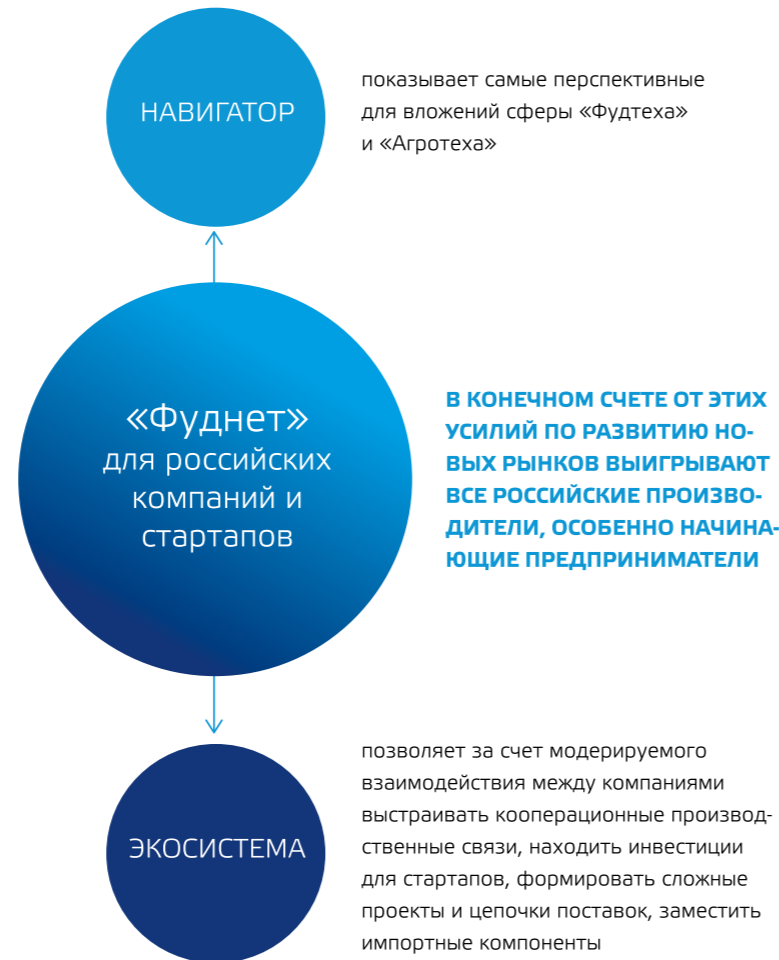 НАВИГАТОР
показывает самые перспективные
для вложений сферы «Фудтеха»
и «Агротеха»
«Фуднет»
для российских
компаний и
стартапов
В КОНЕЧНОМ СЧЕТЕ ОТ ЭТИХ
УСИЛИЙ ПО РАЗВИТИЮ НО-
ВЫХ РЫНКОВ ВЫИГРЫВАЮТ
ВСЕ РОССИЙСКИЕ ПРОИЗВО-
ДИТЕЛИ, ОСОБЕННО НАЧИНА-
ЮЩИЕ ПРЕДПРИНИМАТЕЛИ
ЭКОСИСТЕМА
позволяет за счет модерируемого
взаимодействия между компаниями
выстраивать кооперационные производ-
ственные связи, находить инвестиции
для стартапов, формировать сложные
проекты и цепочки поставок, заместить
импортные компоненты